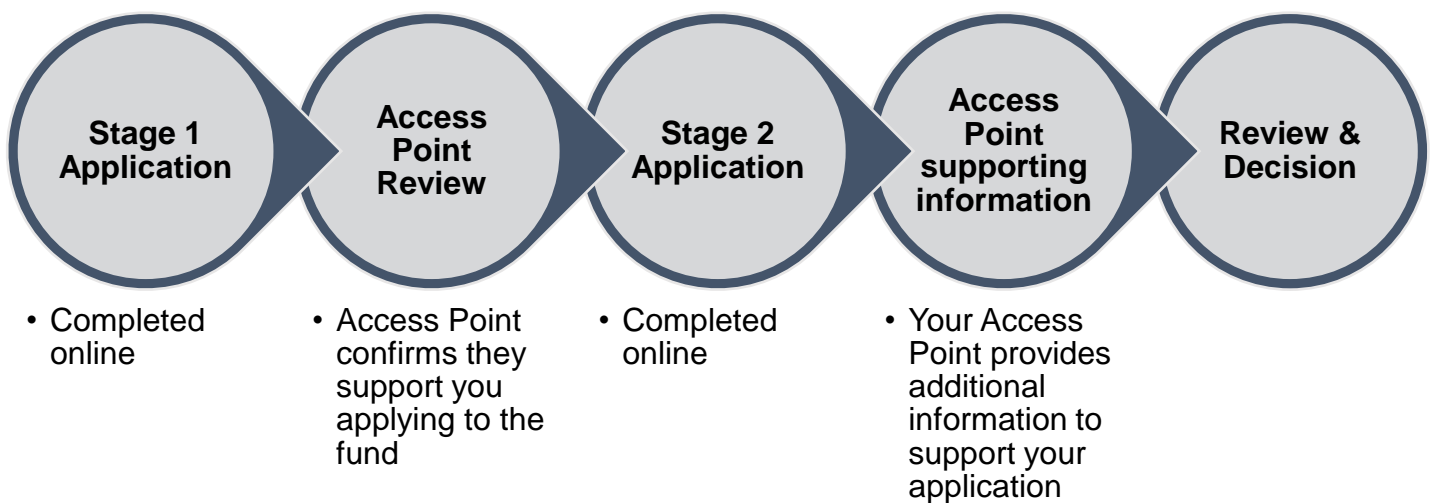 Stage 1
Application
Access
Point
Review
Stage 2
Application
Access
Point
supporting
information
Review &
Decision
• Completed
online
• Access Point
confirms they
support you
applying to the
fund
• Completed
online
• Your Access
Point provides
additional
information to
support your
application